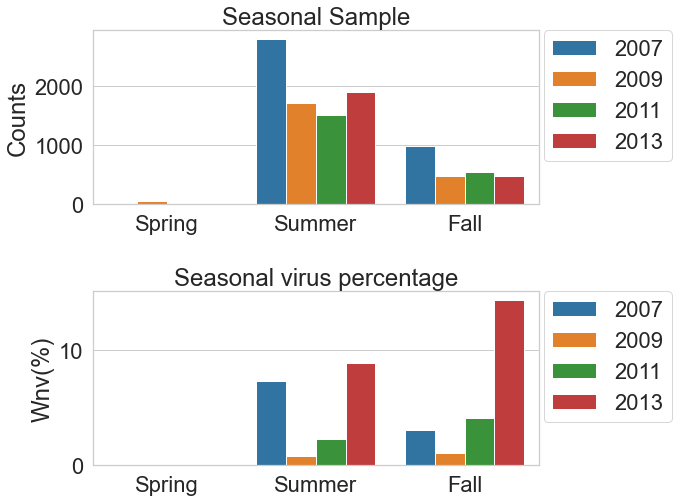 Seasonal Sample
Counts
2000
1000
0
Spring
Summer
Fall
2007
2009
2011
2013
Seasonal virus percentage
Wnv(%)
10
0
Spring
Summer
Fall
2007
2009
2011
2013